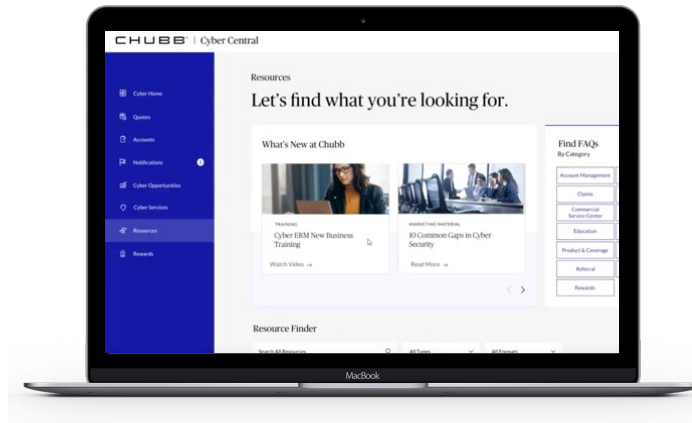 CHUBB® | Cyber Central
Cyber Home
Quotes
Accounts
Notifications
Cyber Opportunities
Cyber Services
Resources
Rewards
Resources
Let's find what you're looking for.
What's New at Chubb
TRAINING
Cyber ERM New Business
Training
Watch Video →
MARKETING MATERIAL
10 Common Gaps in Cyber
Security
Read More →
Find FAQs
By Category
Account Management
Claims
Commercial
Service Center
Education
Product & Coverage
Referral
Rewards
Resource Finder
Search All Resources
All Types
All Formats
MacBook